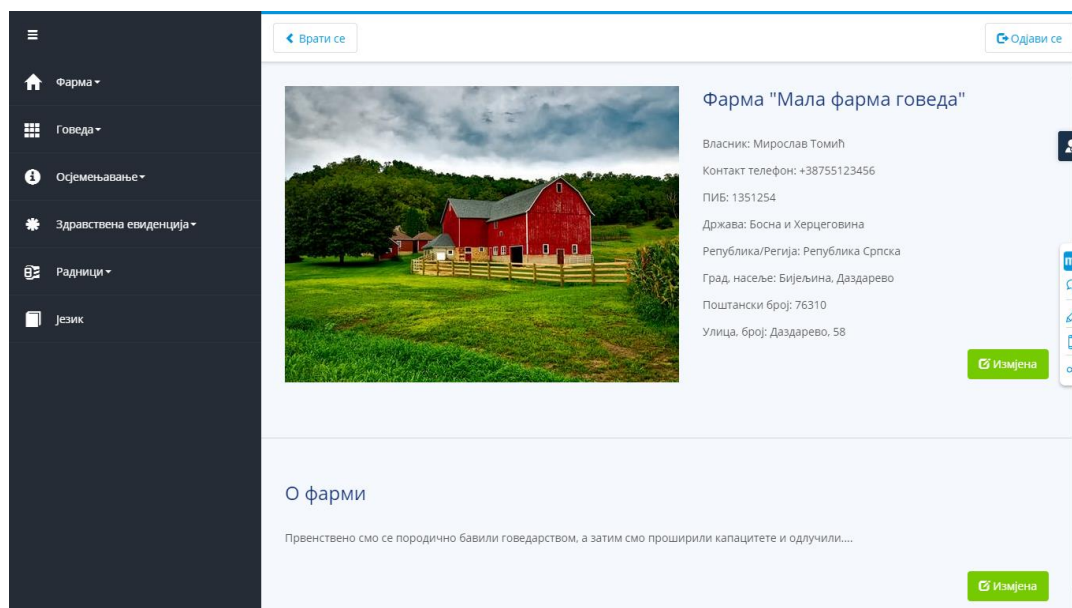 Врати се
Одјави се
Фарма
Говеда
Осјемењавање
Здравствена евиденција
Радници
Језик
Фарма "Мала фарма говеда"
Власник: Мирослав Томић
Контакт телефон: +38755123456
ПИБ: 1351254
Држава: Босна и Херцеговина
Република/Регија: Република Српска
Град, насеље: Бијељина, Даздарево
Поштански број: 76310
Улица, број: Даздарево, 58
Измјена
О фарми
Првенствено смо се породично бавили говедарством, а затим смо проширили капацитете и одлучили....
Измјена